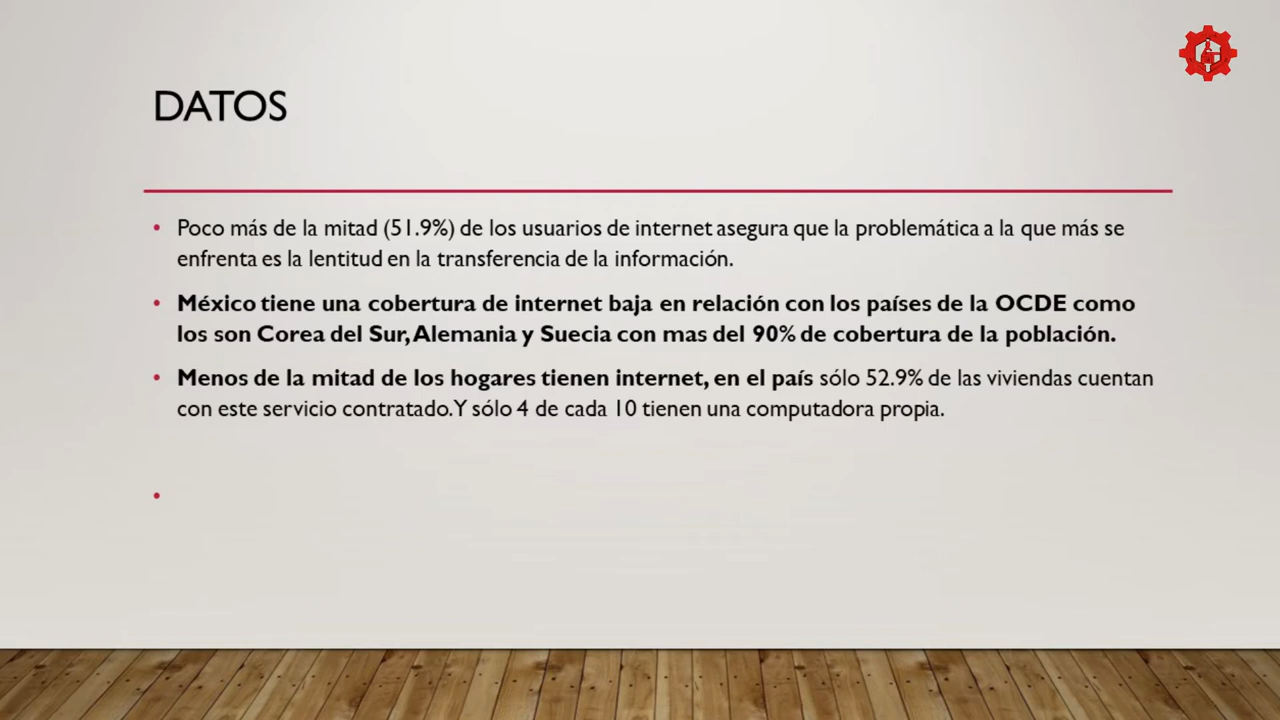 DATOS
• Poco más de la mitad (51.9%) de los usuarios de internet asegura que la problemática a la que más se
enfrenta es la lentitud en la transferencia de la información.
• México tiene una cobertura de internet baja en relación con los países de la OCDE como
los son Corea del Sur, Alemania y Suecia con mas del 90% de cobertura de la población.
• Menos de la mitad de los hogares tienen internet, en el país sólo 52.9% de las viviendas cuentan
con este servicio contratado. Y sólo 4 de cada 10 tienen una computadora propia.
•